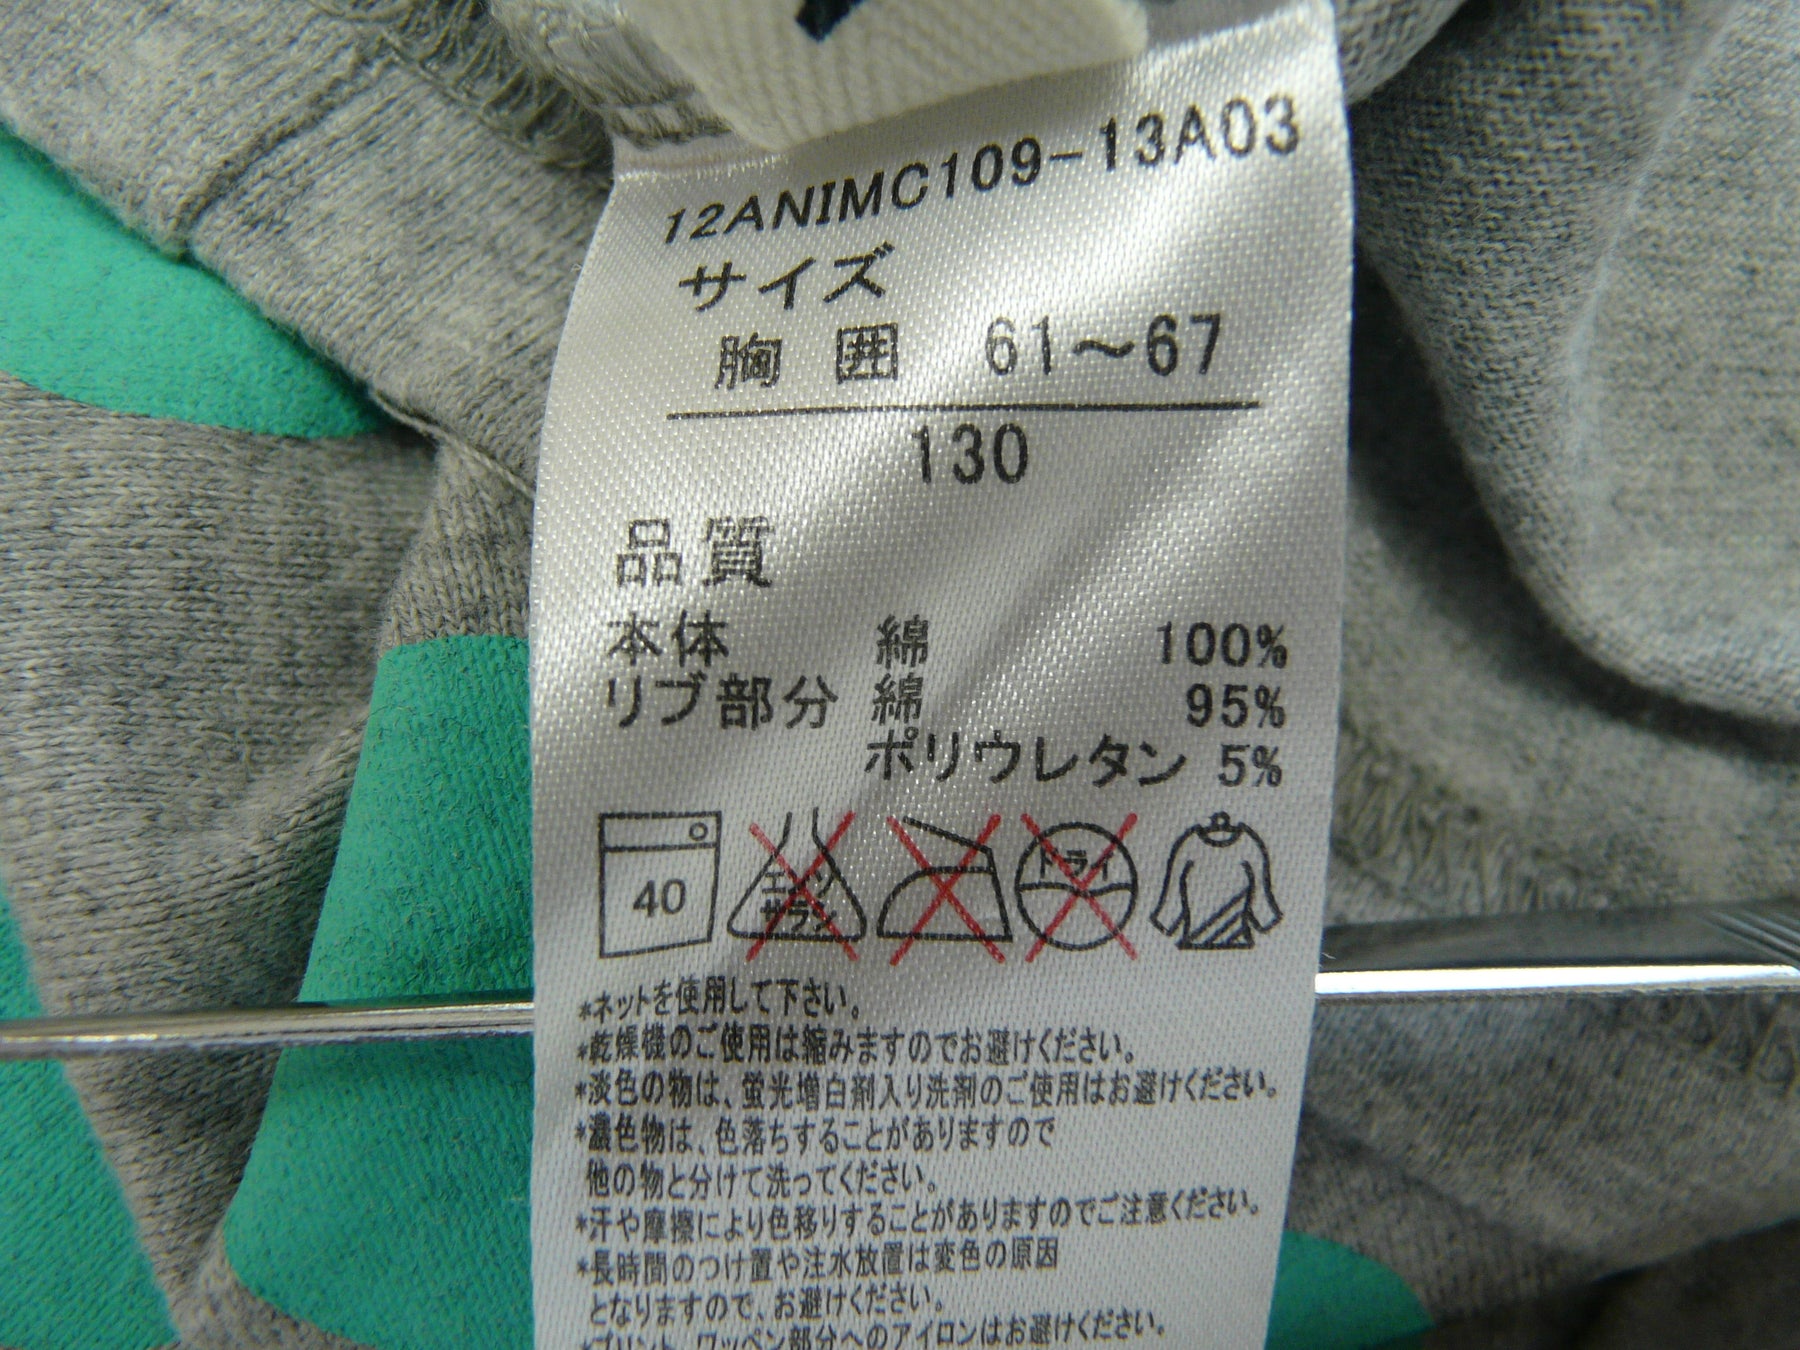 12ANIMC109-13A03
サイズ
胸 囲 61〜67
130
品質
本体 綿 100%
リブ部分 綿 95%
ポリウレタン 5%
40
エンソ
サラシ
ドライ
*ネットを使用して下さい。
*乾燥機のご使用は縮みますのでお避けください。
*淡色の物は、蛍光増白剤入り洗剤のご使用はお避けください。
*濃色物は、色落ちすることがありますので
他の物と分けて洗ってください。
*汗や摩擦により色移りすることがありますのでご注意ください。
*長時間のつけ置や注水放置は変色の原因
となりますので、お避けください。
*プリント、ワッペン部分へのアイロンはお避けください。